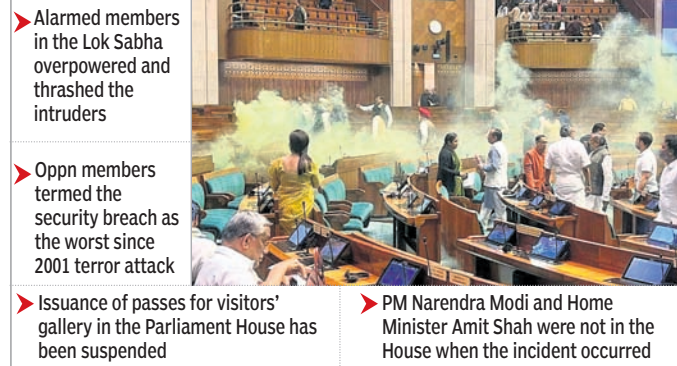 Alarmed members
in the Lok Sabha
overpowered and
thrashed the
intruders
Oppn members
termed the
security breach as
the worst since
2001 terror attack
Issuance of passes for visitors'
gallery in the Parliament House has
been suspended
PM Narendra Modi and Home
Minister Amit Shah were not in the
House when the incident occurred